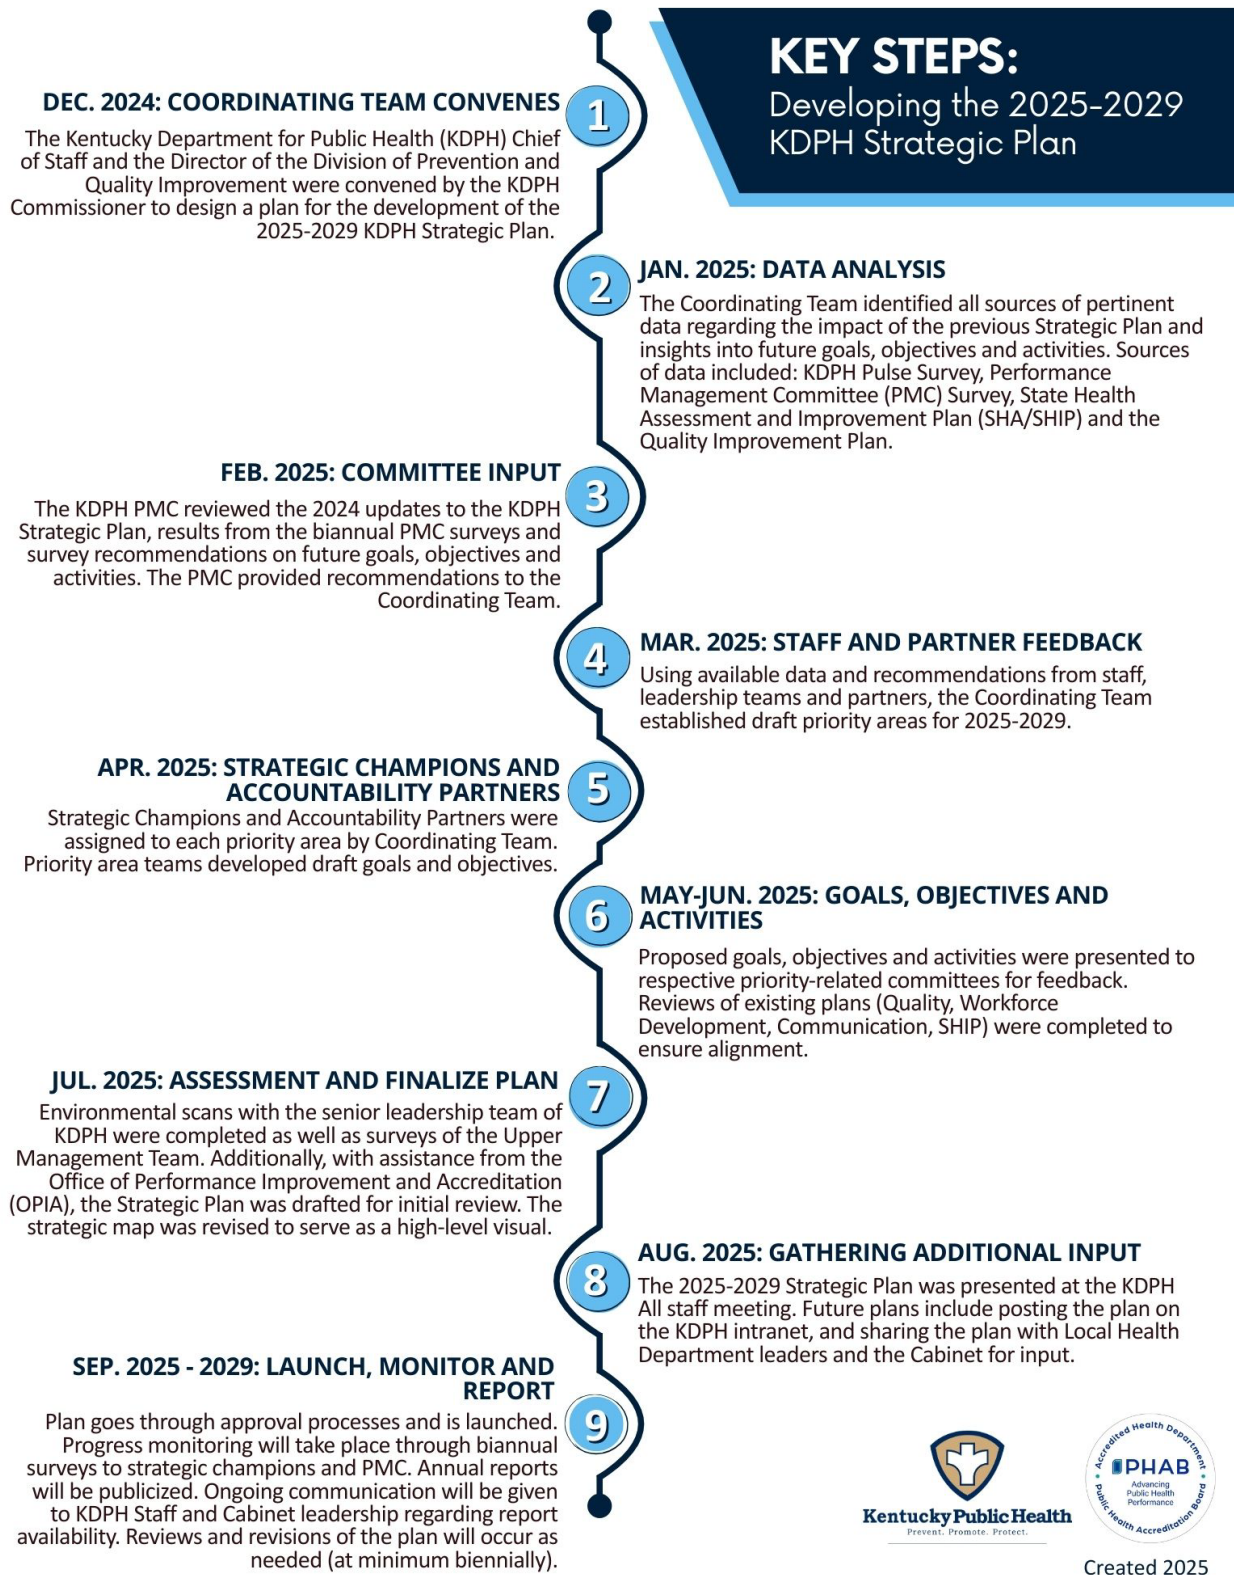 KEY STEPS:
Developing the 2025-2029
KDPH Strategic Plan
1
DEC. 2024: COORDINATING TEAM CONVENES
The Kentucky Department for Public Health (KDPH) Chief
of Staff and the Director of the Division of Prevention and
Quality Improvement were convened by the KDPH
Commissioner to design a plan for the development of the
2025-2029 KDPH Strategic Plan.
2
JAN. 2025: DATA ANALYSIS
The Coordinating Team identified all sources of pertinent
data regarding the impact of the previous Strategic Plan and
insights into future goals, objectives and activities. Sources
of data included: KDPH Pulse Survey, Performance
Management Committee (PMC) Survey, State Health
Assessment and Improvement Plan (SHA/SHIP) and the
Quality Improvement Plan.
3
FEB. 2025: COMMITTEE INPUT
The KDPH PMC reviewed the 2024 updates to the KDPH
Strategic Plan, results from the biannual PMC surveys and
survey recommendations on future goals, objectives and
activities. The PMC provided recommendations to the
Coordinating Team.
4
MAR. 2025: STAFF AND PARTNER FEEDBACK
Using available data and recommendations from staff,
leadership teams and partners, the Coordinating Team
established draft priority areas for 2025-2029.
5
APR. 2025: STRATEGIC CHAMPIONS AND
ACCOUNTABILITY PARTNERS
Strategic Champions and Accountability Partners were
assigned to each priority area by Coordinating Team.
Priority area teams developed draft goals and objectives.
6
MAY-JUN. 2025: GOALS, OBJECTIVES AND
ACTIVITIES
Proposed goals, objectives and activities were presented to
respective priority-related committees for feedback.
Reviews of existing plans (Quality, Workforce
Development, Communication, SHIP) were completed to
ensure alignment.
7
JUL. 2025: ASSESSMENT AND FINALIZE PLAN
Environmental scans with the senior leadership team of
KDPH were completed as well as surveys of the Upper
Management Team. Additionally, with assistance from the
Office of Performance Improvement and Accreditation
(OPIA), the Strategic Plan was drafted for initial review. The
strategic map was revised to serve as a high-level visual.
8
AUG. 2025: GATHERING ADDITIONAL INPUT
The 2025-2029 Strategic Plan was presented at the KDPH
All staff meeting. Future plans include posting the plan on
the KDPH intranet, and sharing the plan with Local Health
Department leaders and the Cabinet for input.
9
SEP. 2025 - 2029: LAUNCH, MONITOR AND
REPORT
Plan goes through approval processes and is launched.
Progress monitoring will take place through biannual
surveys to strategic champions and PMC. Annual reports
will be publicized. Ongoing communication will be given
to KDPH Staff and Cabinet leadership regarding report
availability. Reviews and revisions of the plan will occur as
needed (at minimum biennially).
Kentucky Public Health
Prevent. Promote. Protect.
Accredited Health Department
PHAB
Advancing
Public Health
Performance
Public Health Accreditation Board
Created 2025